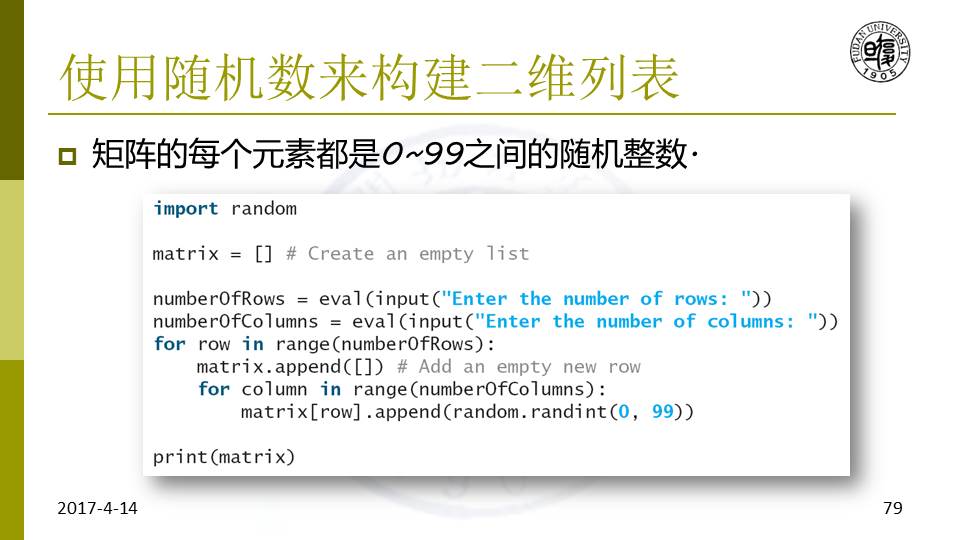 使用随机数来构建二维列表
FUDAN UNIVERSITY
1905
矩阵的每个元素都是0~99之间的随机整数·
import random
matrix = [] # Create an empty list
numberOfRows = eval(input("Enter the number of rows: "))
numberOfColumns = eval(input("Enter the number of columns: "))
for row in range(numberOfRows):
    matrix.append([]) # Add an empty new row
    for column in range(numberOfColumns):
        matrix[row].append(random.randint(0, 99))
print(matrix)
2017-4-14
79